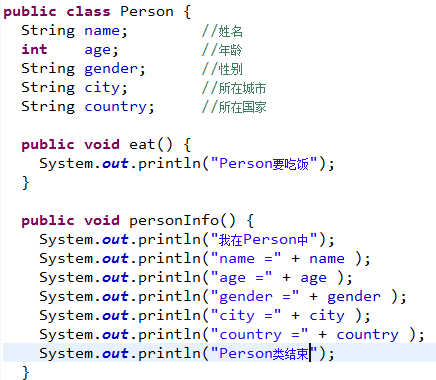 public class Person {
String name; //姓名
int age; //年龄
String gender; //性别
String city; //所在城市
String country; //所在国家
public void eat() {
System.out.println("Person要吃饭");
}
public void personInfo() {
System.out.println("我在Person中");
System.out.println("name =" + name );
System.out.println("age =" + age );
System.out.println("gender =" + gender );
System.out.println("city =" + city );
System.out.println("country =" + country );
System.out.println("Person类结束");
}